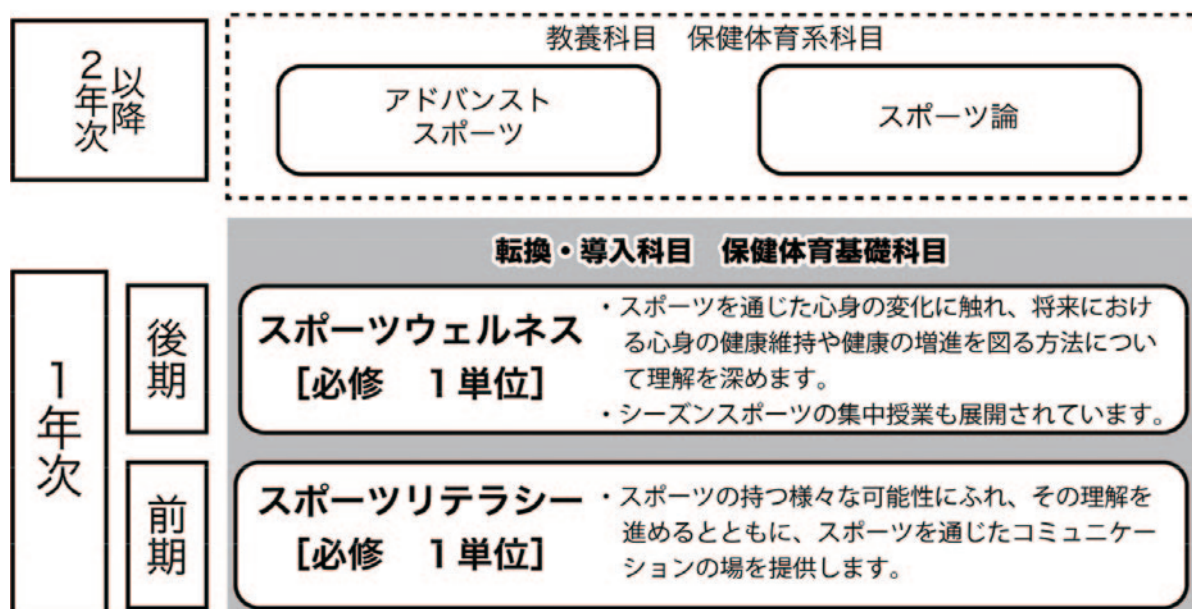 2年次
以降
教養科目　保健体育系科目
アドバンスト
スポーツ
スポーツ論
転換・導入科目　保健体育基礎科目
1年次
後期
スポーツウェルネス
［必修　1単位］
・スポーツを通じた心身の変化に触れ、将来におけ
る心身の健康維持や健康の増進を図る方法につい
て理解を深めます。
・シーズンスポーツの集中授業も展開されています。
前期
スポーツリテラシー
［必修　1単位］
・スポーツの持つ様々な可能性にふれ、その理解を
進めるとともに、スポーツを通じたコミュニケー
ションの場を提供します。